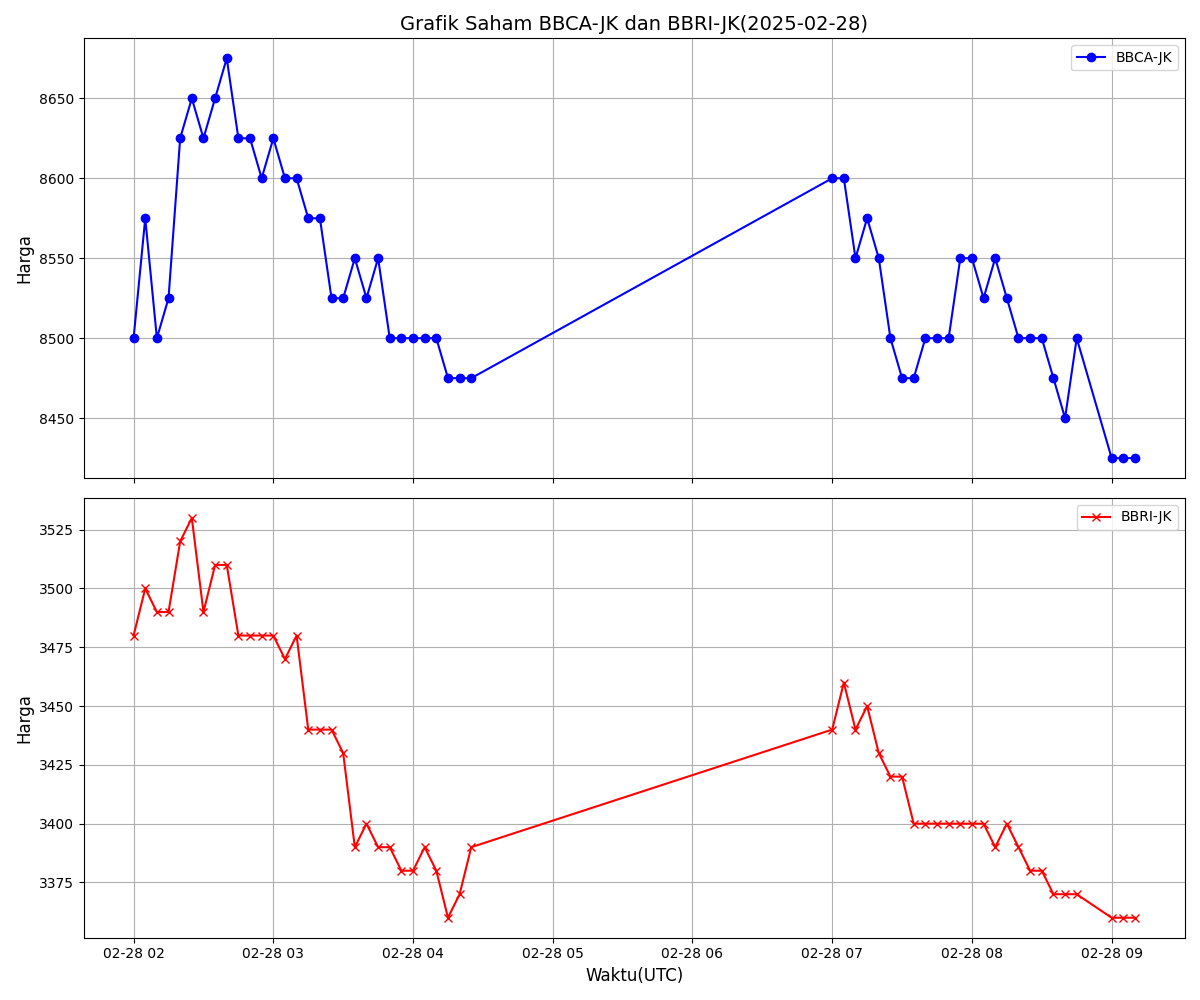 Grafik Saham BBCA-JK dan BBRI-JK(2025-02-28)
BBCA-JK
8650
8600
8550
8500
8450
Harga
BBRI-JK
3525
3500
3475
3450
3425
3400
3375
Harga
02-28 02 02-28 03 02-28 04 02-28 05 02-28 06 02-28 07 02-28 08 02-28 09
Waktu(UTC)